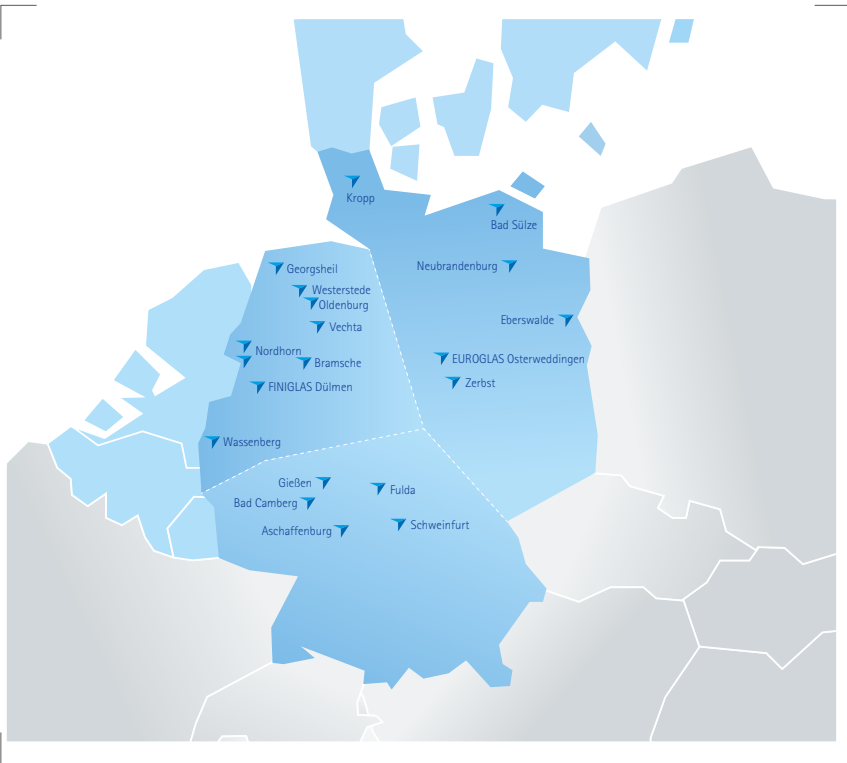 Kropp
Bad Sülze
Neubrandenburg
Georgsheil
Westerstede
Oldenburg
Eberswalde
Vechta
Nordhorn
EUROGLAS Osterweddingen
Bramsche
Zerbst
FINIGLAS Dülmen
Wassenberg
Gießen
Fulda
Bad Camberg
Schweinfurt
Aschaffenburg